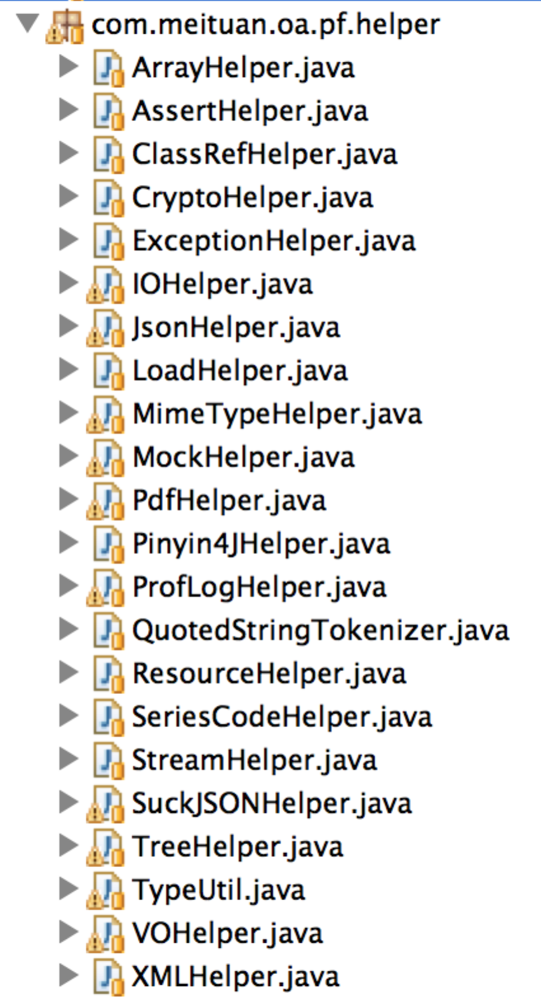 com.meituan.oa.pf.helper
ArrayHelper.java
AssertHelper.java
ClassRefHelper.java
CryptoHelper.java
ExceptionHelper.java
IOHelper.java
JsonHelper.java
LoadHelper.java
MimeTypeHelper.java
MockHelper.java
PdfHelper.java
Pinyin4JHelper.java
ProfLogHelper.java
QuotedStringTokenizer.java
ResourceHelper.java
SeriesCodeHelper.java
StreamHelper.java
SuckJSONHelper.java
TreeHelper.java
TypeUtil.java
VOHelper.java
XMLHelper.java